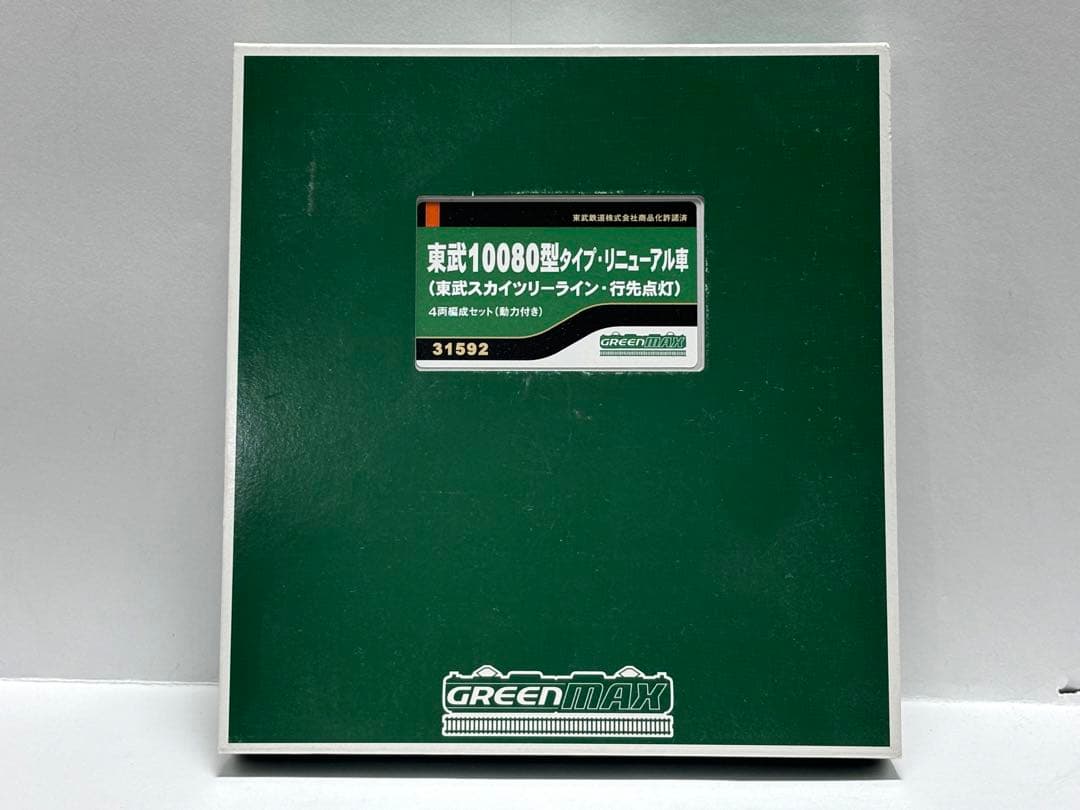 東武鉄道株式会社商品化許諾済
東武10080型タイプ・リニューアル車
(東武スカイツリーライン・行先点灯)
4両編成セット(動力付き)
31592
GREENMAX
GREENMAX